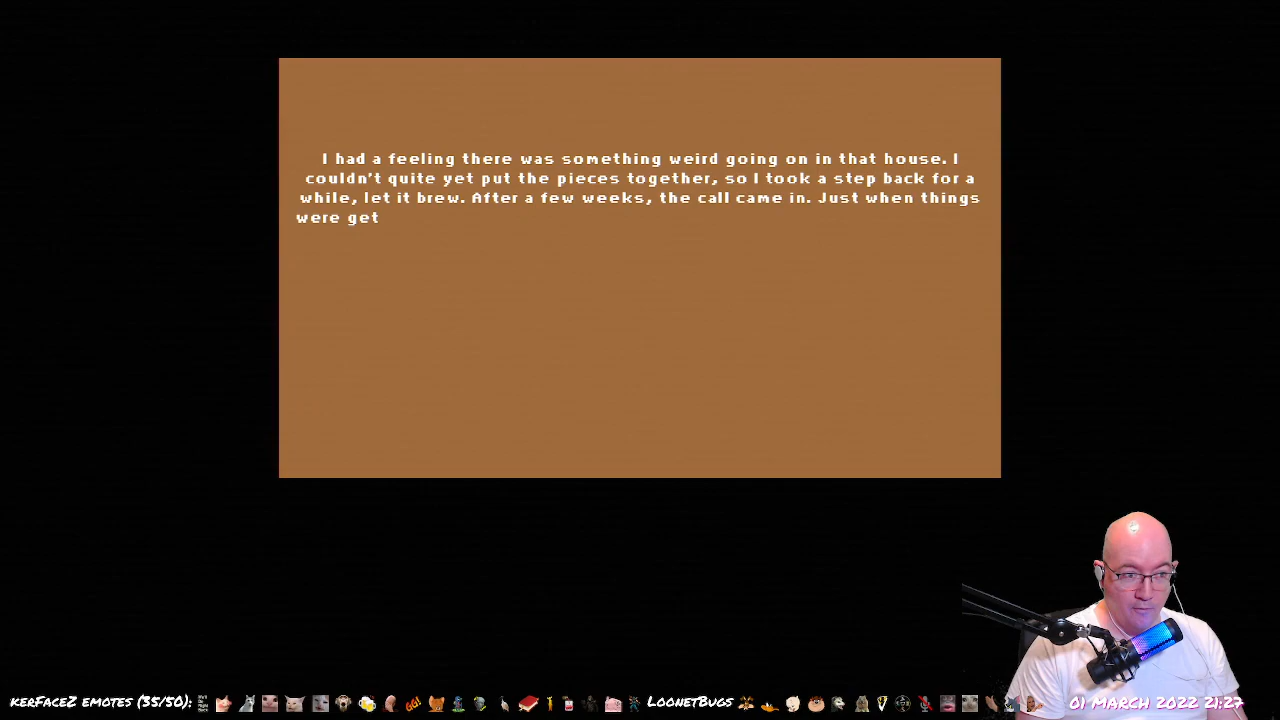 I had a feeling there was something weird going on in that house. I
couldn't quite yet put the pieces together, so I took a step back for a
while, let it brew. After a few weeks, the call came in. Just when things
were get
kerFaceZ emotes (35/50): LoonetBugs 01 March 2022 21:27